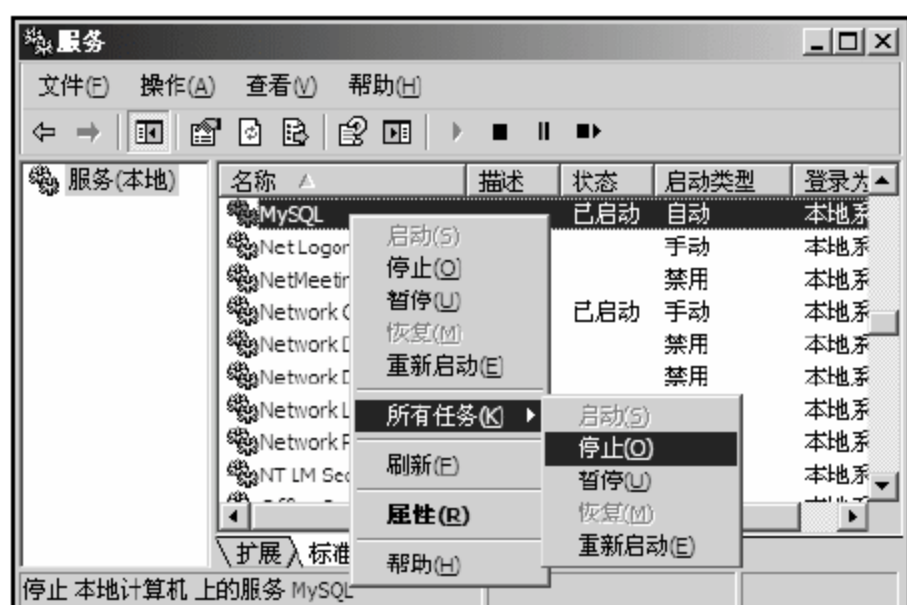 服务
文件(F) 操作(A) 查看(V) 帮助(H)
服务(本地)
名称 描述 状态 启动类型 登录为
MySQL 已启动 自动 本地系
Net Logon 手动 本地系
NetMeetin 禁用 本地系
Network C 已启动 手动 本地系
Network D 禁用 本地系
Network D 禁用 本地系
Network L 本地系
Network P 本地系
NT LM Sec 本地系
启动(S)
停止(O)
暂停(U)
恢复(M)
重新启动(E)
所有任务(K)
刷新(F)
属性(R)
帮助(H)
启动(S)
停止(O)
暂停(U)
恢复(M)
重新启动(E)
扩展 标准
停止 本地计算机 上的服务 MySQL